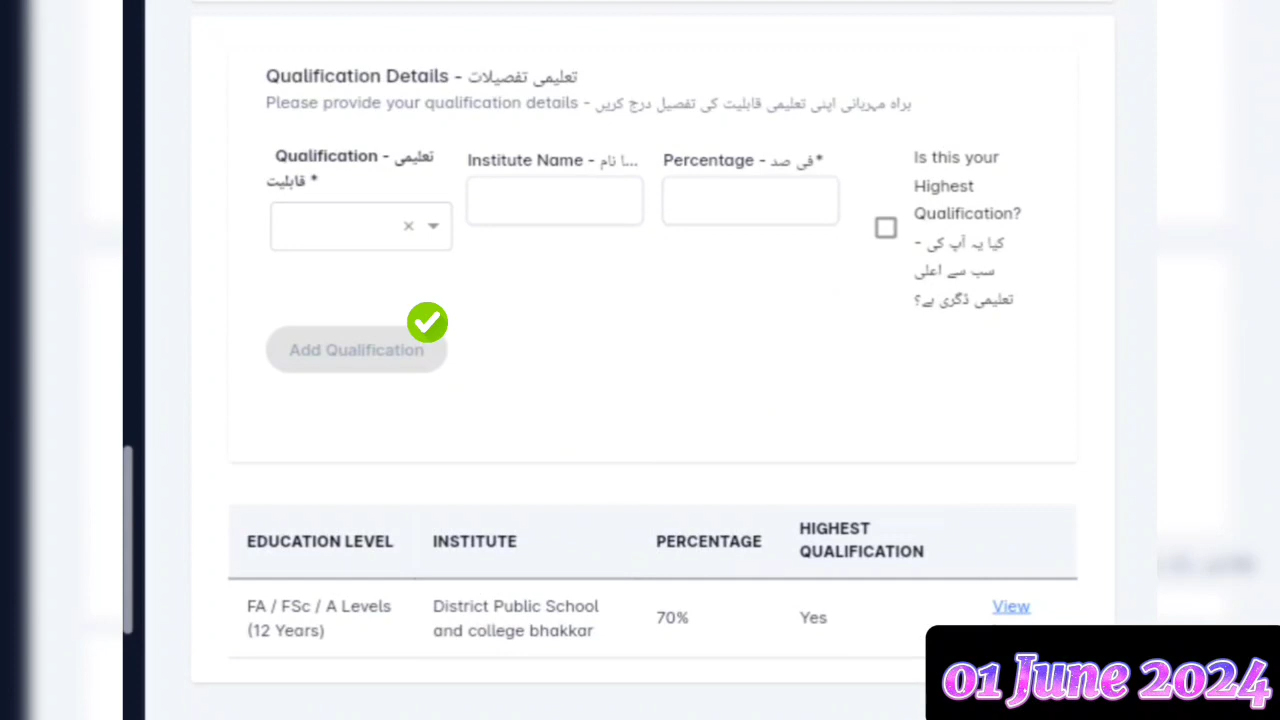 Qualification Details - تعلیمی تفصیلات
Please provide your qualification details - براہ مہربانی اپنی تعلیمی قابلیت کی تفصیل درج کریں
Qualification - تعلیمی
قابلیت *
Institute Name - ...ا نام
Percentage - فی صد*
Is this your
Highest
Qualification?
- کیا یہ آپ کی
سب سے اعلی
تعلیمی ڈگری ہے؟
Add Qualification
EDUCATION LEVEL INSTITUTE PERCENTAGE HIGHEST QUALIFICATION
FA / FSc / A Levels
(12 Years)
District Public School
and college bhakkar
70%
Yes
View
01 June 2024